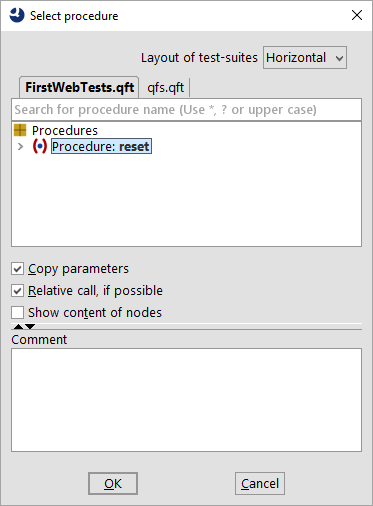 Select procedure
Layout of test-suites Horizontal
FirstWebTests.qft qfs.qft
Search for procedure name (Use *, ? or upper case)
Procedures
Procedure: reset
Copy parameters
Relative call, if possible
Show content of nodes
Comment
OK Cancel